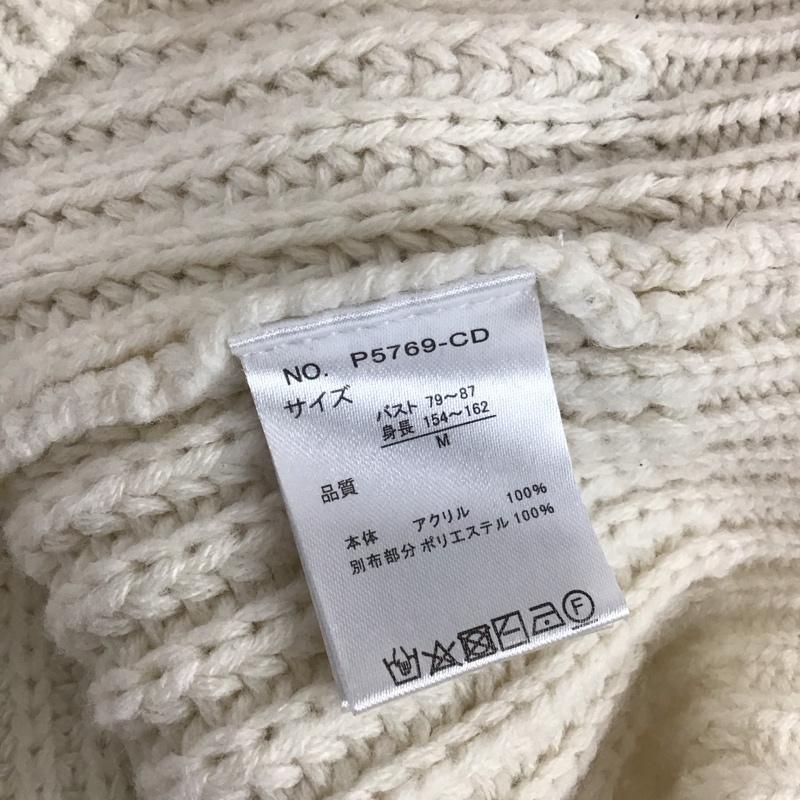 NO. P5769-CD
サイズ
バスト 79〜87
身長 154〜162
M
品質
本体 アクリル 100%
別布部分 ポリエステル 100%
F